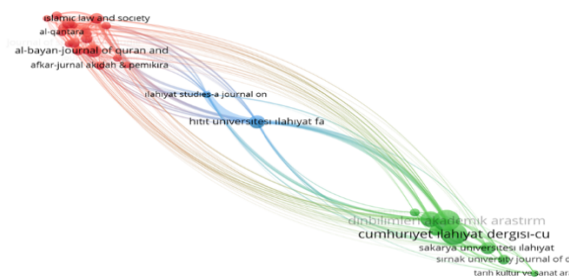 islamic law and society
al-qantara
al-bayan-journal of quran and
afkar-jurnal akidah & pemikira
ilahiyat studies-a journal on
hitit universitesi ilahiyat fa
dinbilimleri akademik arastirm
cumhuriyet ilahiyat dergisi-cu
sakarya universitesi ilahiyat
sirnak university journal of d
tarih kultur ve sanat ar